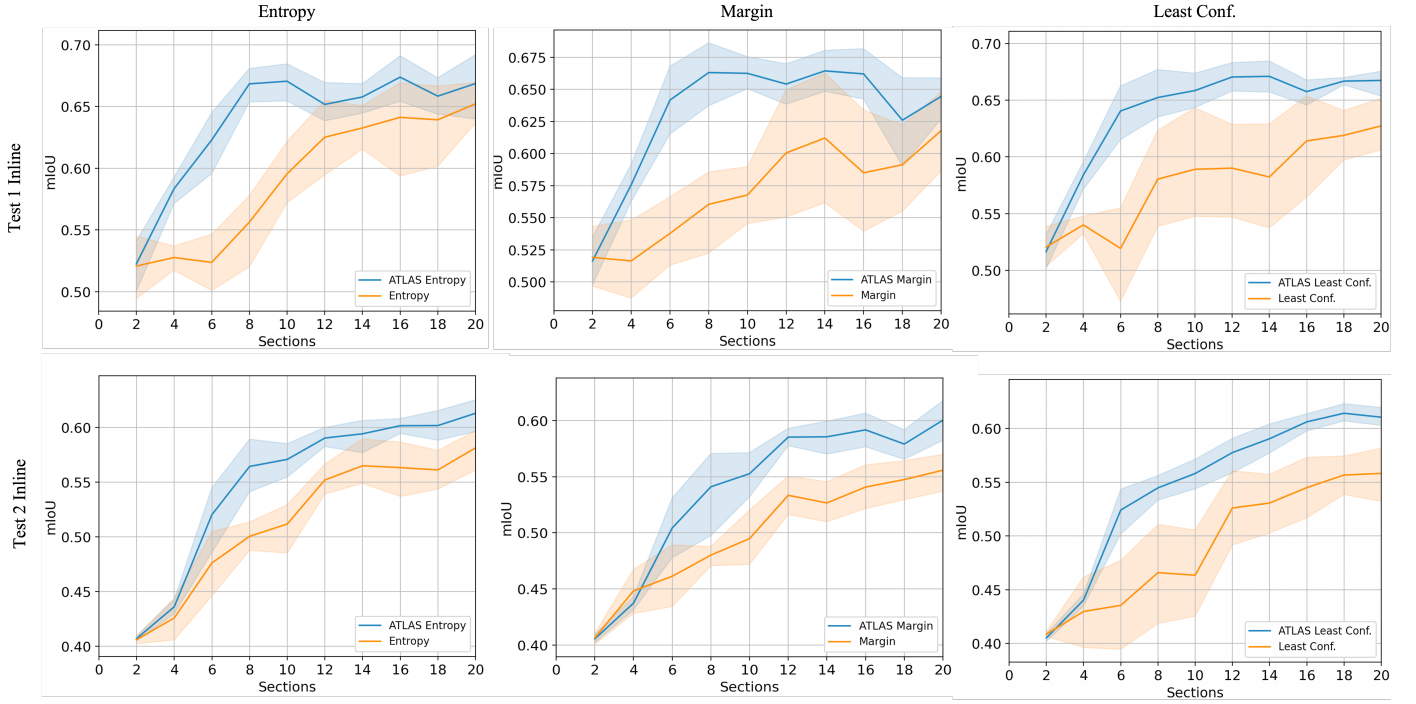 Entropy
Margin
Least Conf.
Test 1 Inline
mIoU
0.70
0.65
0.60
0.55
0.50
0 2 4 6 8 10 12 14 16 18 20
Sections
ATLAS Entropy
Entropy
mIoU
0.675
0.650
0.625
0.600
0.575
0.550
0.525
0.500
0 2 4 6 8 10 12 14 16 18 20
Sections
ATLAS Margin
Margin
mIoU
0.70
0.65
0.60
0.55
0.50
0 2 4 6 8 10 12 14 16 18 20
Sections
ATLAS Least Conf.
Least Conf.
Test 2 Inline
mIoU
0.60
0.55
0.50
0.45
0.40
0 2 4 6 8 10 12 14 16 18 20
Sections
ATLAS Entropy
Entropy
mIoU
0.60
0.55
0.50
0.45
0.40
0 2 4 6 8 10 12 14 16 18 20
Sections
ATLAS Margin
Margin
mIoU
0.60
0.55
0.50
0.45
0.40
0 2 4 6 8 10 12 14 16 18 20
Sections
ATLAS Least Conf.
Least Conf.